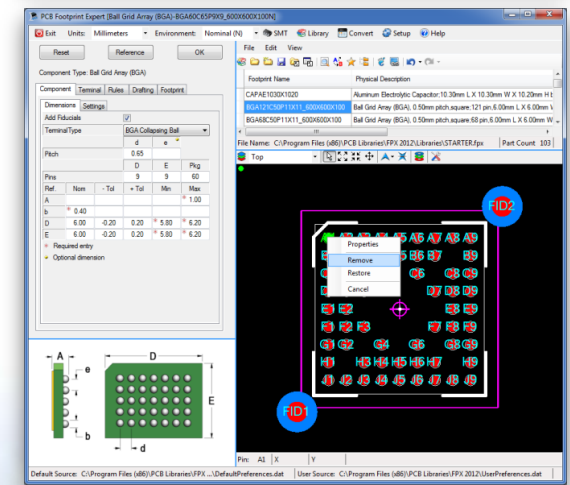 PCB Footprint Expert [Ball Grid Array (BGA)-BGA60C65P9X9_600X600X100N]
Exit Units: Millimeters Environment: Nominal (N) SMT Library Convert Setup Help
Reset Reference OK
File Edit View
Component Type: Ball Grid Array (BGA)
Component Terminal Rules Drafting Footprint
Dimensions Settings
Add Fiducials
TerminalType BGA Collapsing Ball
d e
Pitch 0.65
D E Pkg
Pins 9 9 60
Ref. Nom - Tol + Tol Min Max
A * 1.00
b * 0.40
D 6.00 -0.20 0.20 * 5.80 * 6.20
E 6.00 -0.20 0.20 * 5.80 * 6.20
* Required entry
Optional dimension
Footprint Name Physical Description
CAPAE1030X1020 Aluminum Electrolytic Capacitor;10.30mm L X 10.30mm W X 10.20mm H b
BGA121C50P11X11_600X600X100 Ball Grid Array (BGA), 0.50mm pitch,square;121 pin,6.00mm L X 6.00mm W
BGA68C50P11X11_600X600X100 Ball Grid Array (BGA), 0.50mm pitch,square;68 pin,6.00mm L X 6.00mm W
File Name: C:\Program Files (x86)\PCB Libraries\FPX 2012\Libraries\STARTER.fpx Part Count 103
Top
FID2
A5 A6 A7 A8 A9
Properties
B6 B7 B9
Remove
C6 C8 C9
Restore
D7 D8 D9
Cancel
E1 E2 E8 E9
F1 F2 F3 F7 F8 F9
G1 G2 G4 G6 G8 G9
H1 H3 H4 H5 H6 H7 H9
J1 J2 J3 J4 J5 J6 J7 J8 J9
FID1
A D
e
E
b d
Pin: A1 X Y
Default Source: C:\Program Files (x86)\PCB Libraries\FPX ...\DefaultPreferences.dat User Source: C:\Program Files (x86)\PCB Libraries\FPX 2012\UserPreferences.dat